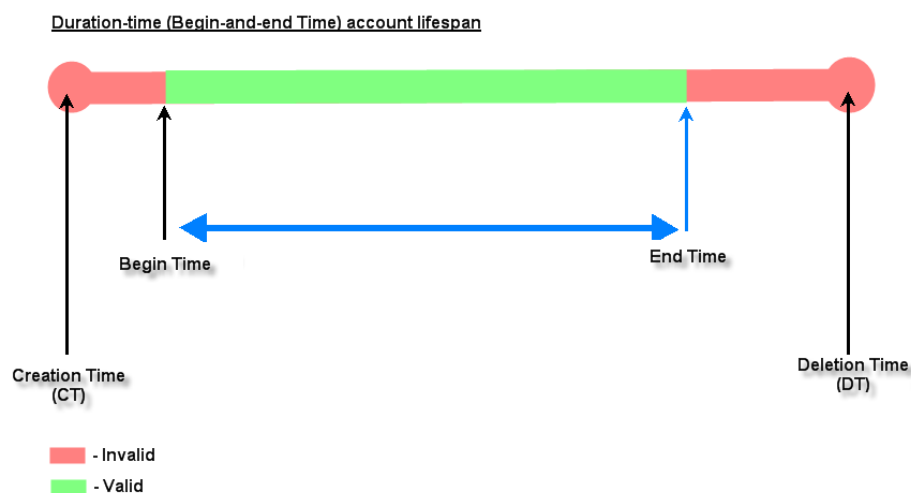 Duration-time (Begin-and-end Time) account lifespan
Begin Time
End Time
Creation Time
(CT)
Deletion Time
(DT)
- Invalid
- Valid